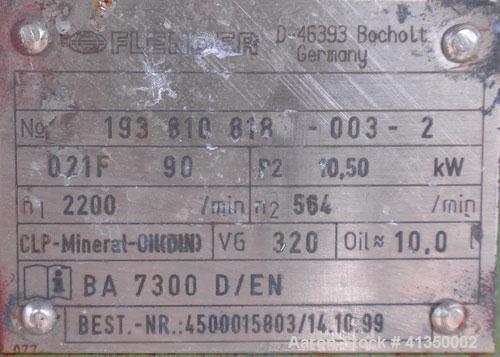 FLENDER D-46393 Bocholt
Germany
No 193 810 818 -003-2
021F 90 P2 10,50 kW
n1 2200 /min n2 564 /min
CLP-Mineral-Oil(DIN) VG 320 Oil≈ 10,0
i BA 7300 D/EN
BEST.-NR.:4500015803/14.10.99
Aaron Stock # 41350002